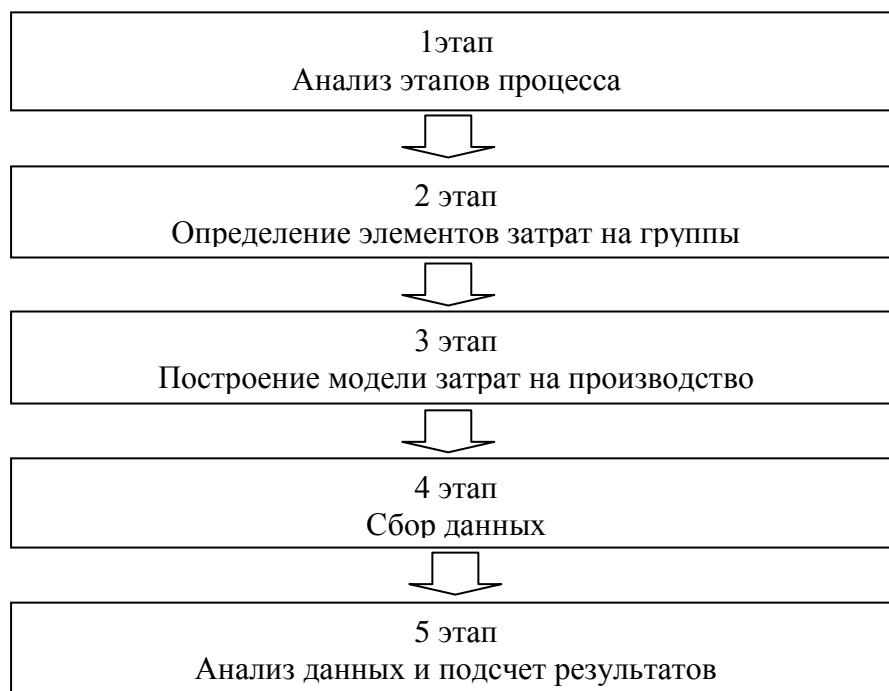 1этап
Анализ этапов процесса
2 этап
Определение элементов затрат на группы
3 этап
Построение модели затрат на производство
4 этап
Сбор данных
5 этап
Анализ данных и подсчет результатов